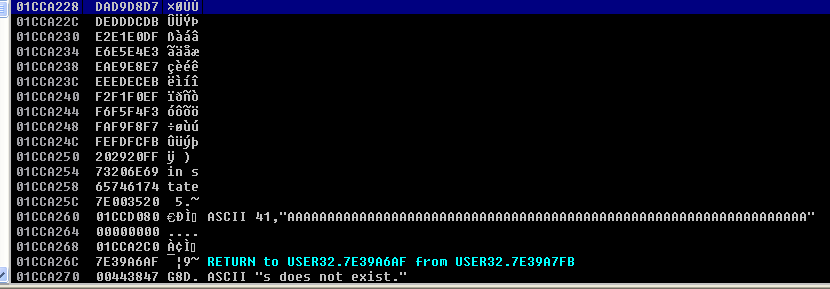 01CCA228 DAD9D8D7 ×ØÙÚ
01CCA22C DEDDDCDB ÛÜÝÞ
01CCA230 E2E1E0DF ßàáâ
01CCA234 E6E5E4E3 ãäåæ
01CCA238 EAE9E8E7 çèéê
01CCA23C EEEDECEB ëìíî
01CCA240 F2F1F0EF ïðñò
01CCA244 F6F5F4F3 óôõö
01CCA248 FAF9F8F7 ÷øùú
01CCA24C FEFDFCFB ûüýþ
01CCA250 202920FF ÿ )
01CCA254 73206E69 in s
01CCA258 65746174 tate
01CCA25C 7E003520 5.~
01CCA260 01CCD080 €ÐÌ▯ ASCII 41,"AAAAAAAAAAAAAAAAAAAAAAAAAAAAAAAAAAAAAAAAAAAAAAAAAAAAAAAAAAAAAAAAA"
01CCA264 00000000 ....
01CCA268 01CCA2C0 À¢Ì▯
01CCA26C 7E39A6AF ¯¦9~ RETURN to USER32.7E39A6AF from USER32.7E39A7FB
01CCA270 00443847 G8D. ASCII "s does not exist."